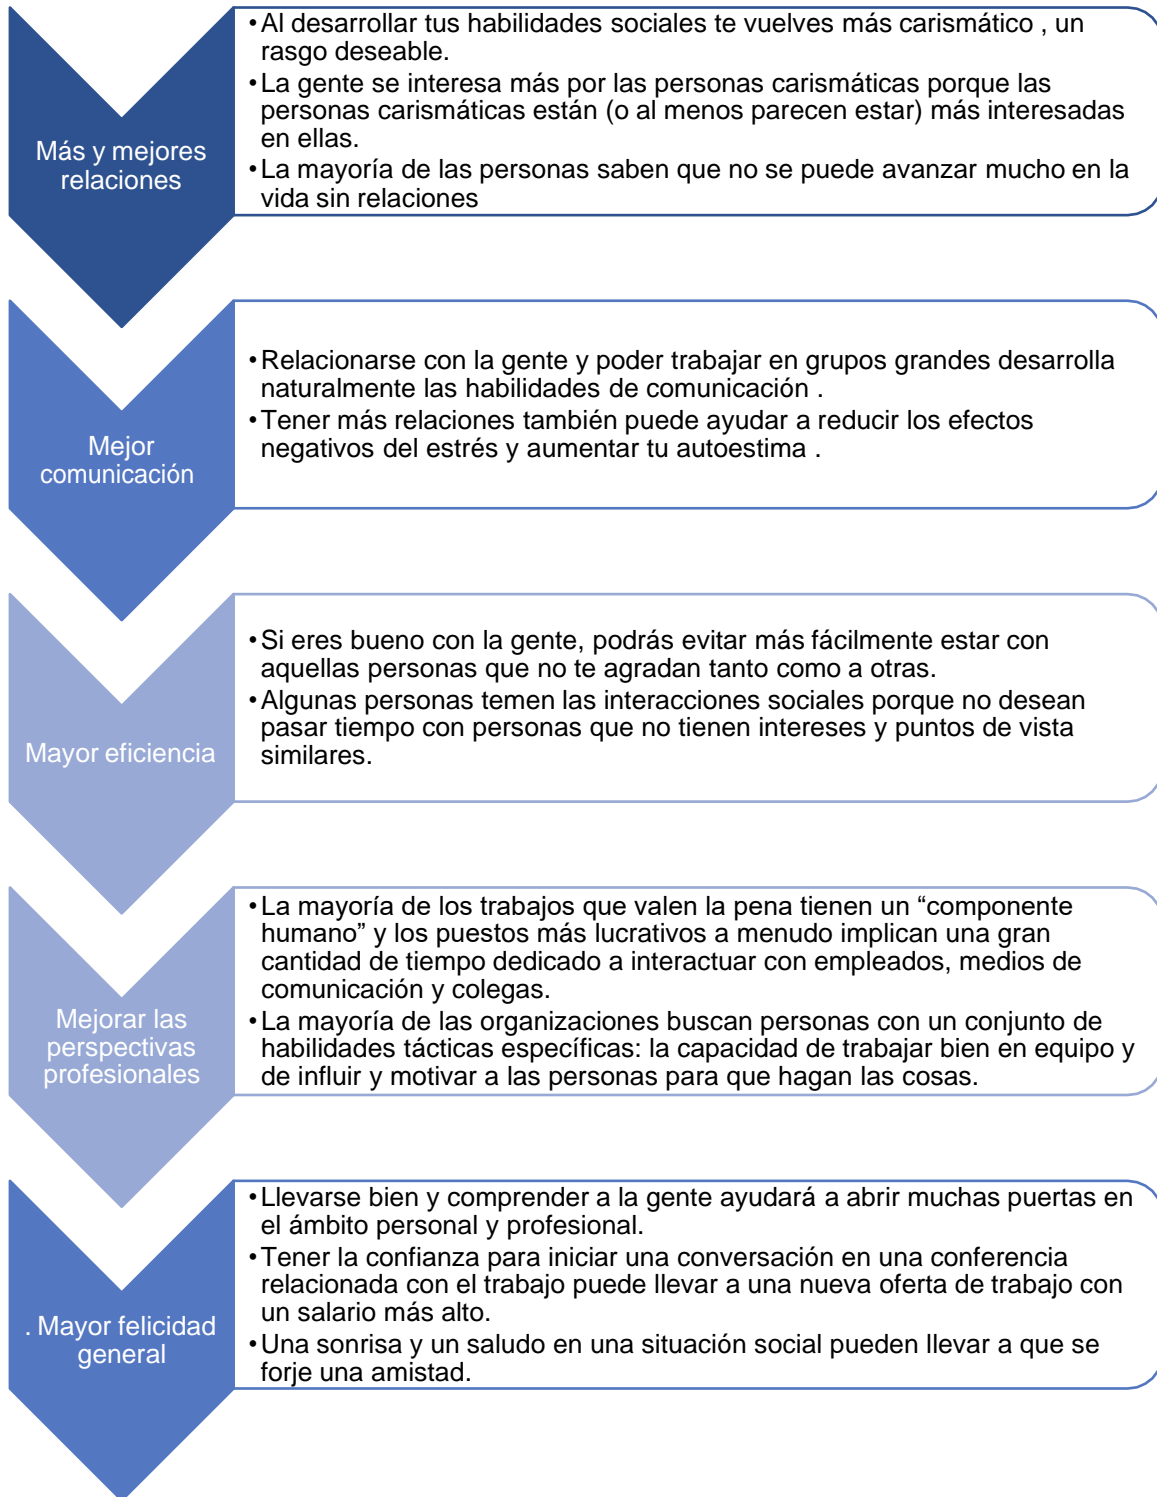 Más y mejores
relaciones
•Al desarrollar tus habilidades sociales te vuelves más carismático , un
rasgo deseable.
•La gente se interesa más por las personas carismáticas porque las
personas carismáticas están (o al menos parecen estar) más interesadas
en ellas.
•La mayoría de las personas saben que no se puede avanzar mucho en la
vida sin relaciones
Mejor
comunicación
•Relacionarse con la gente y poder trabajar en grupos grandes desarrolla
naturalmente las habilidades de comunicación .
•Tener más relaciones también puede ayudar a reducir los efectos
negativos del estrés y aumentar tu autoestima .
Mayor eficiencia
•Si eres bueno con la gente, podrás evitar más fácilmente estar con
aquellas personas que no te agradan tanto como a otras.
•Algunas personas temen las interacciones sociales porque no desean
pasar tiempo con personas que no tienen intereses y puntos de vista
similares.
Mejorar las
perspectivas
profesionales
•La mayoría de los trabajos que valen la pena tienen un “componente
humano” y los puestos más lucrativos a menudo implican una gran
cantidad de tiempo dedicado a interactuar con empleados, medios de
comunicación y colegas.
•La mayoría de las organizaciones buscan personas con un conjunto de
habilidades tácticas específicas: la capacidad de trabajar bien en equipo y
de influir y motivar a las personas para que hagan las cosas.
. Mayor felicidad
general
•Llevarse bien y comprender a la gente ayudará a abrir muchas puertas en
el ámbito personal y profesional.
•Tener la confianza para iniciar una conversación en una conferencia
relacionada con el trabajo puede llevar a una nueva oferta de trabajo con
un salario más alto.
•Una sonrisa y un saludo en una situación social pueden llevar a que se
forje una amistad.